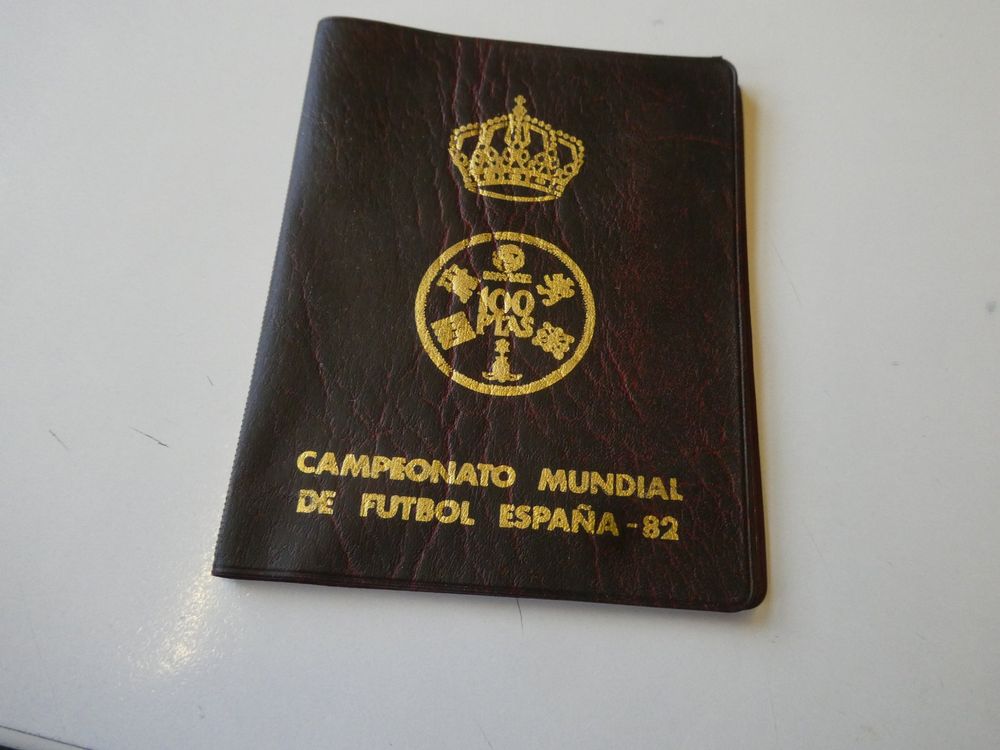 100
PTAS
CAMPEONATO MUNDIAL
DE FUTBOL ESPAÑA-82